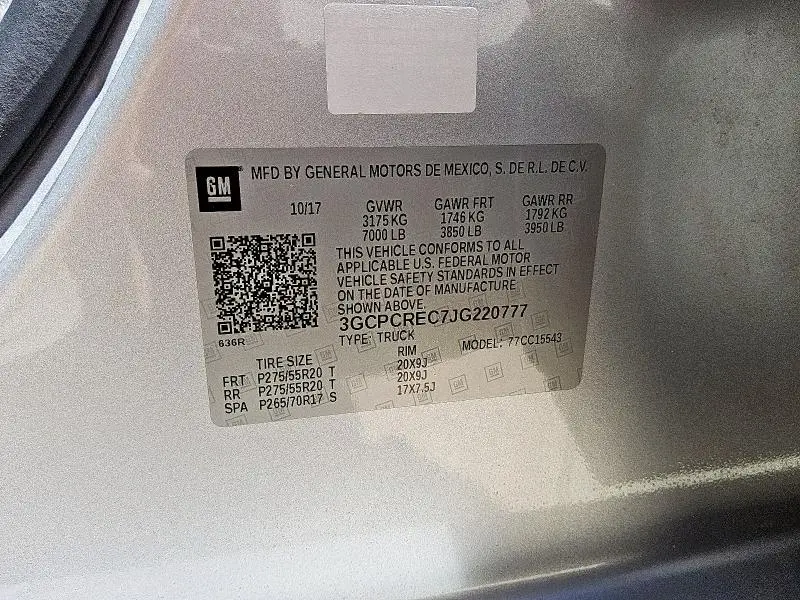 GM
MFD BY GENERAL MOTORS DE MEXICO, S. DE R.L. DE C.V.
10/17 GVWR GAWR FRT GAWR RR
3175 KG 1746 KG 1792 KG
7000 LB 3850 LB 3950 LB
THIS VEHICLE CONFORMS TO ALL
APPLICABLE U.S. FEDERAL MOTOR
VEHICLE SAFETY STANDARDS IN EFFECT
ON THE DATE OF MANUFACTURE
SHOWN ABOVE.
636R
3GCPCREC7JG220777
TYPE: TRUCK MODEL: 77CC15543
TIRE SIZE RIM
FRT P275/55R20 T 20X9J
RR P275/55R20 T 20X9J
SPA P265/70R17 S 17X7.5J